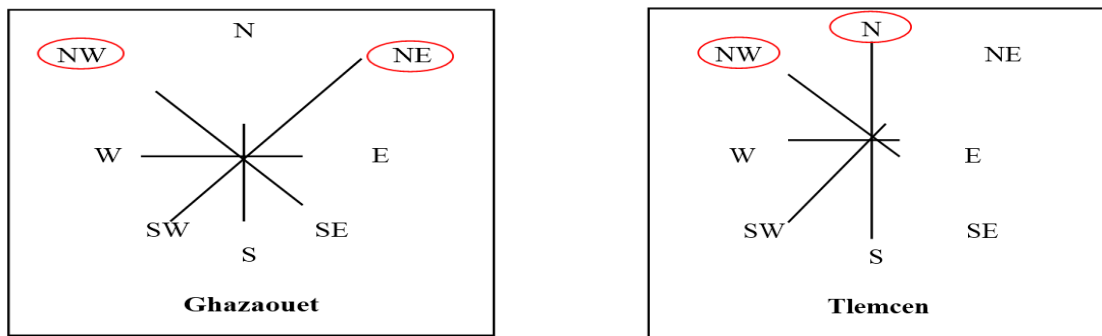 N
NW NE
W E
SW SE
S
Ghazaouet
N
NW NE
W E
SW SE
S
Tlemcen